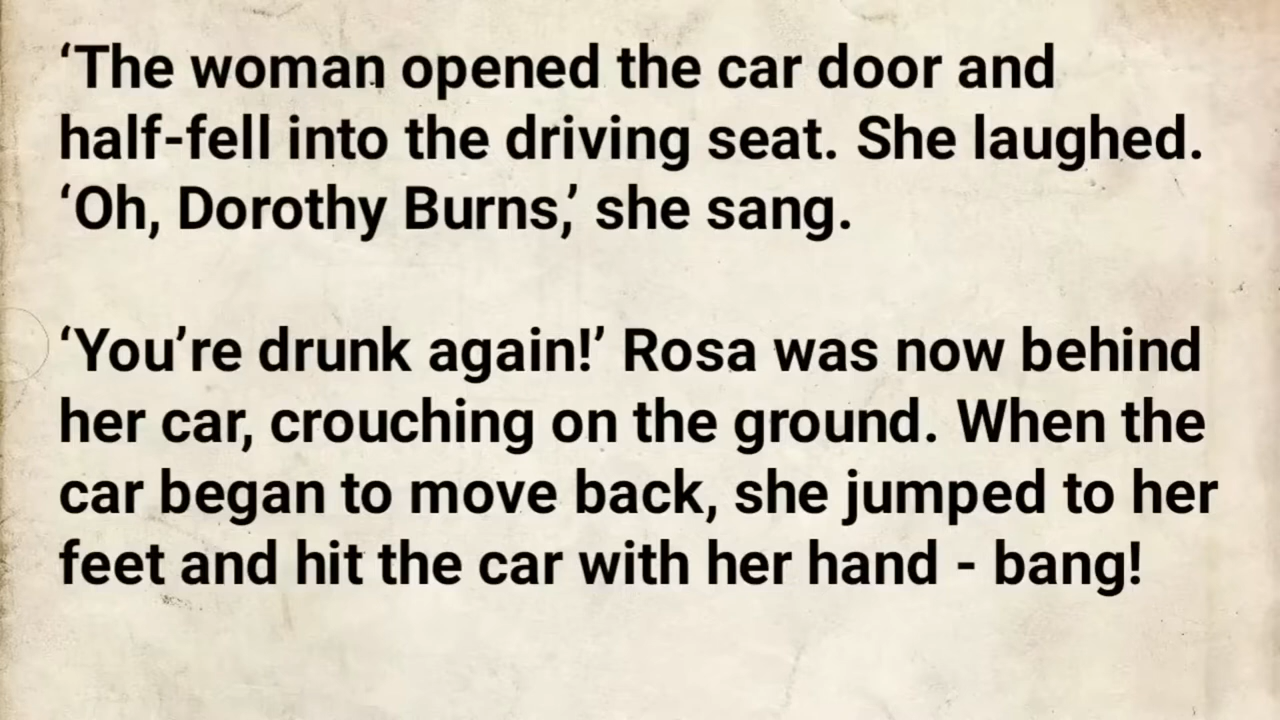 ‘The woman opened the car door and
half-fell into the driving seat. She laughed.
‘Oh, Dorothy Burns,’ she sang.
‘You’re drunk again!’ Rosa was now behind
her car, crouching on the ground. When the
car began to move back, she jumped to her
feet and hit the car with her hand - bang!